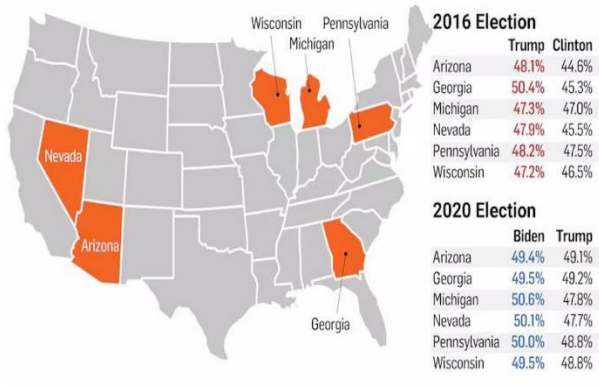 Wisconsin
Michigan
Pennsylvania
Nevada
Arizona
Georgia
2016 Election
Trump Clinton
Arizona 48.1% 44.6%
Georgia 50.4% 45.3%
Michigan 47.3% 47.0%
Nevada 47.9% 45.5%
Pennsylvania 48.2% 47.5%
Wisconsin 47.2% 46.5%
2020 Election
Biden Trump
Arizona 49.4% 49.1%
Georgia 49.5% 49.2%
Michigan 50.6% 47.8%
Nevada 50.1% 47.7%
Pennsylvania 50.0% 48.8%
Wisconsin 49.5% 48.8%